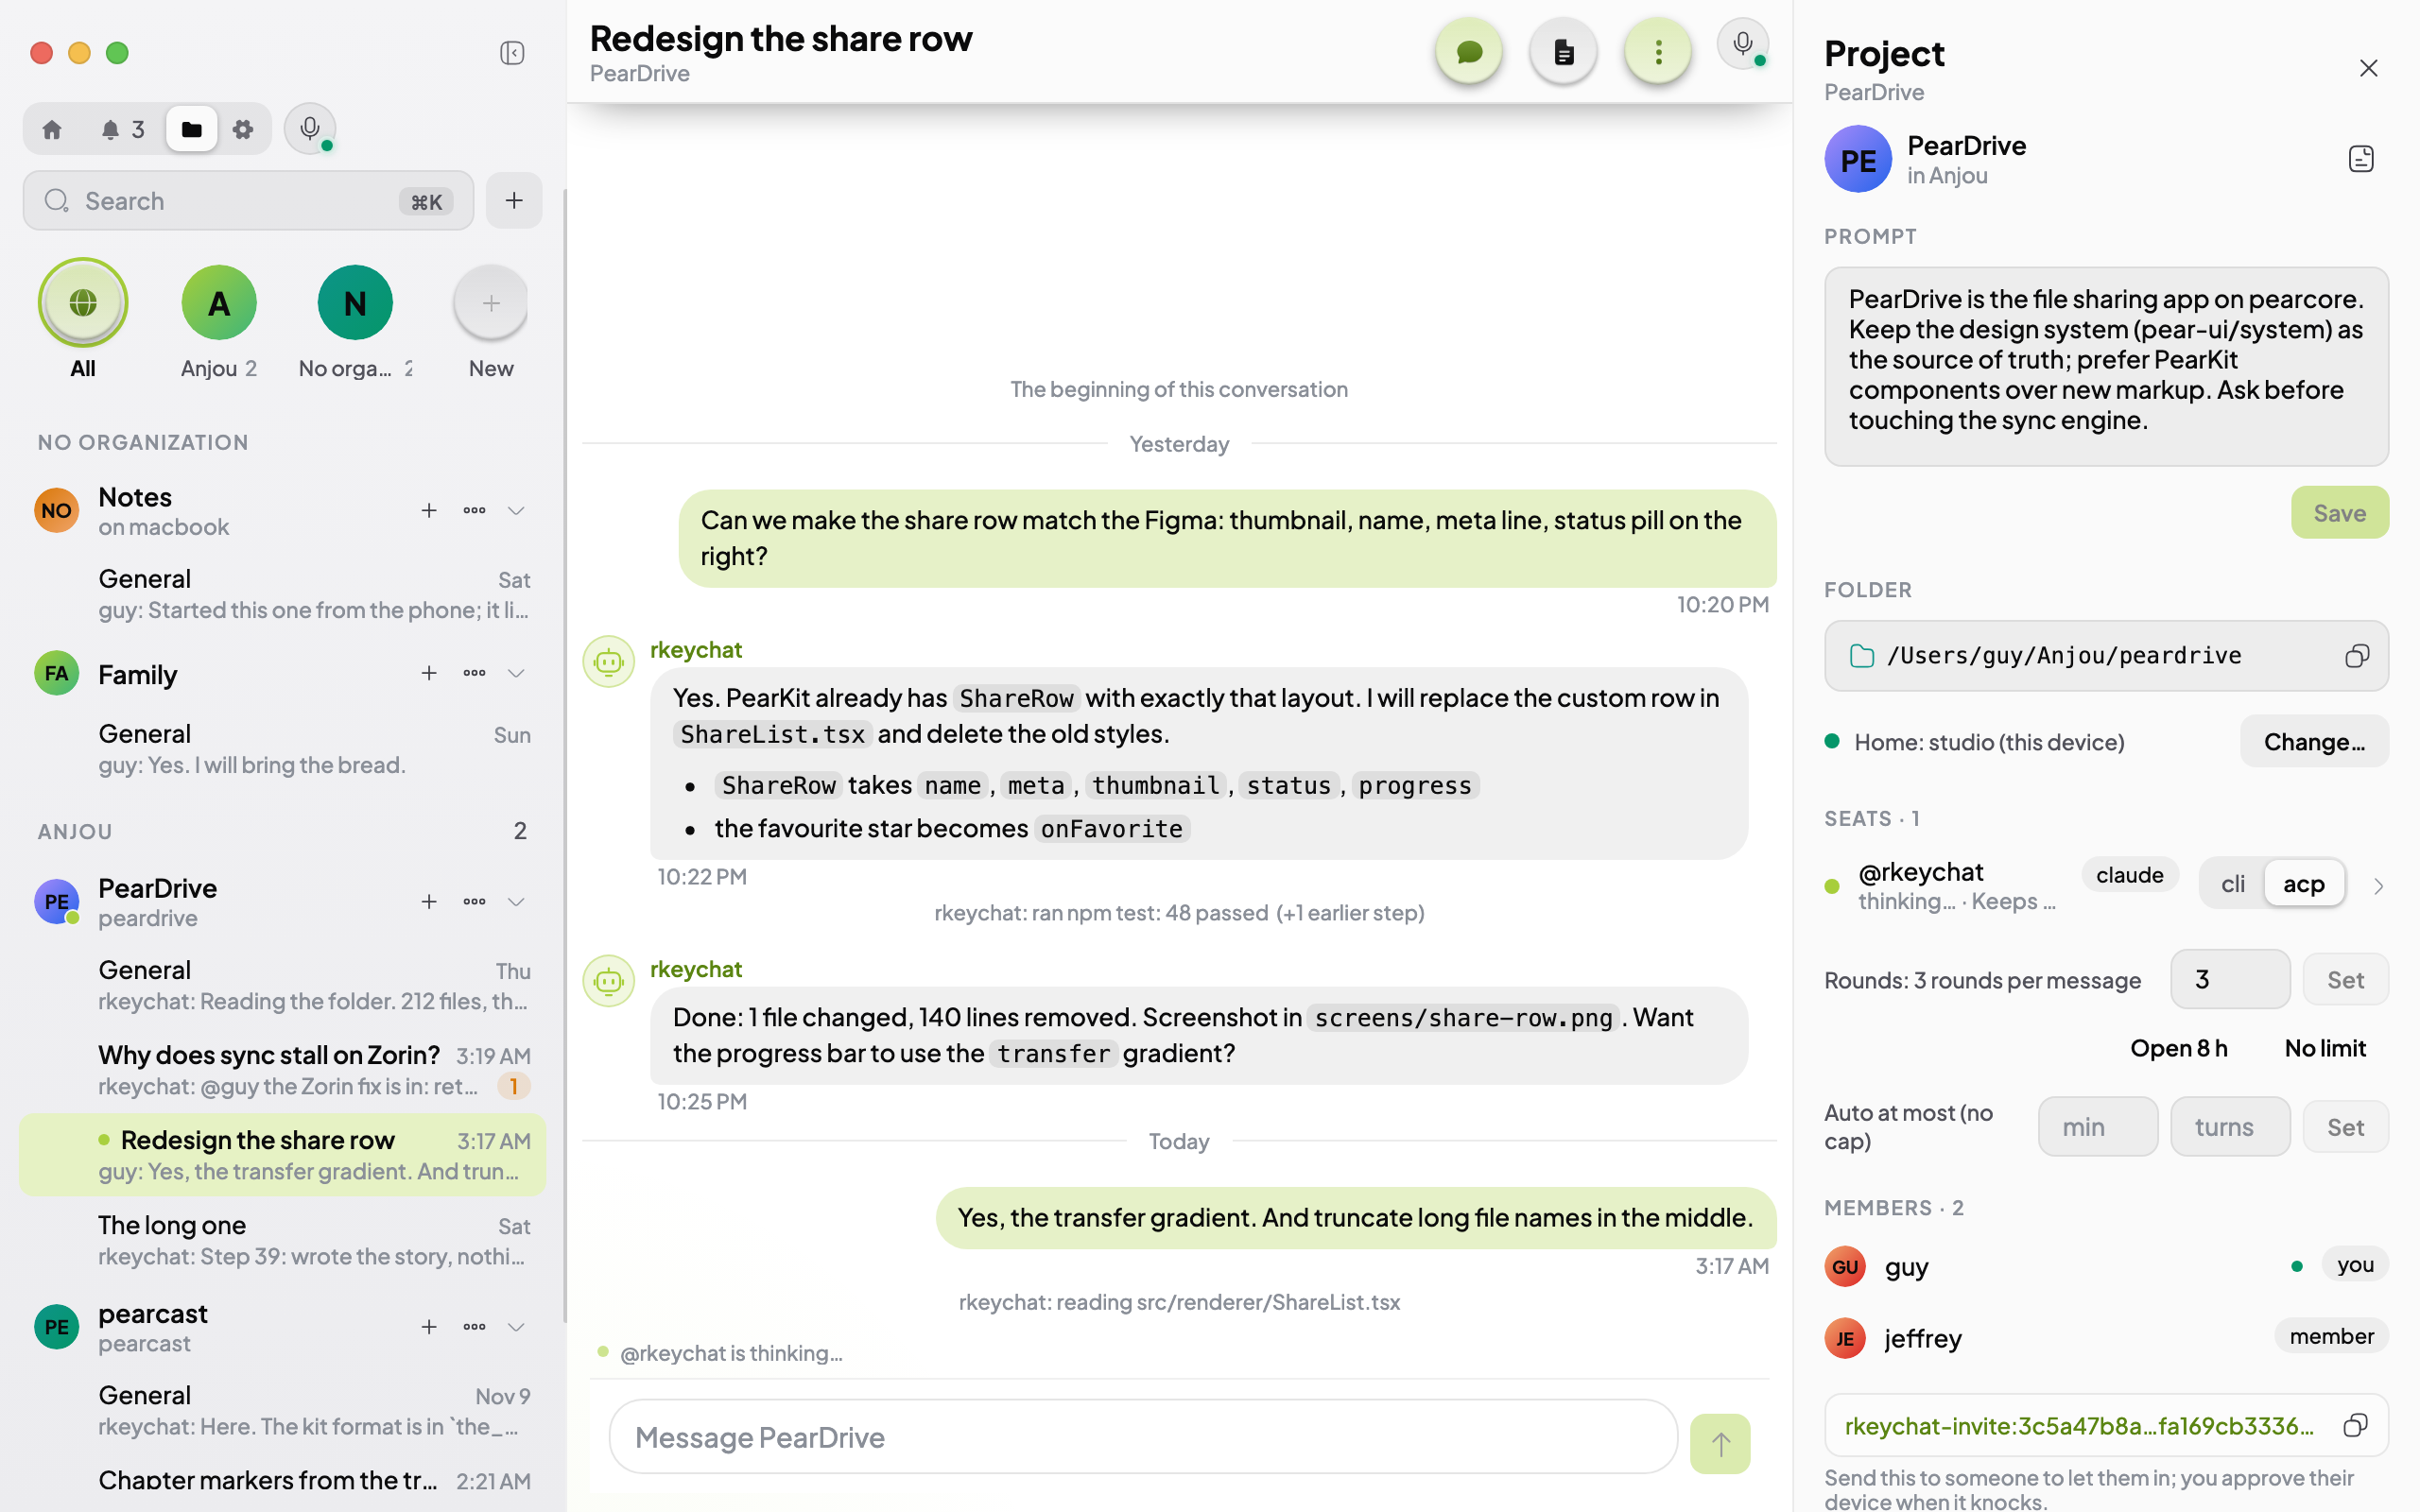 3
Search
⌘K
A
N
All
Anjou 2
No orga...
New
NO ORGANIZATION
NO
Notes
on macbook
General
Sat
guy: Started this one from the phone; it li...
FA
Family
General
Sun
guy: Yes. I will bring the bread.
ANJOU
2
PE
PearDrive
peardrive
General
Thu
rkeychat: Reading the folder. 212 files, th...
Why does sync stall on Zorin?
3:19 AM
rkeychat: @guy the Zorin fix is in: ret...
1
Redesign the share row
3:17 AM
guy: Yes, the transfer gradient. And trun...
The long one
Sat
rkeychat: Step 39: wrote the story, nothi...
PE
pearcast
pearcast
General
Nov 9
rkeychat: Here. The kit format is in `the_...
Chapter markers from the tr...
2:21 AM
Redesign the share row
PearDrive
The beginning of this conversation
Yesterday
Can we make the share row match the Figma: thumbnail, name, meta line, status pill on the
right?
10:20 PM
rkeychat
Yes. PearKit already has ShareRow with exactly that layout. I will replace the custom row in
ShareList.tsx and delete the old styles.
• ShareRow takes name, meta, thumbnail, status, progress
• the favourite star becomes onFavorite
10:22 PM
rkeychat: ran npm test: 48 passed (+1 earlier step)
rkeychat
Done: 1 file changed, 140 lines removed. Screenshot in screens/share-row.png. Want
the progress bar to use the transfer gradient?
10:25 PM
Today
Yes, the transfer gradient. And truncate long file names in the middle.
3:17 AM
rkeychat: reading src/renderer/ShareList.tsx
@rkeychat is thinking...
Message PearDrive
Project
PearDrive
PE
PearDrive
in Anjou
PROMPT
PearDrive is the file sharing app on pearcore.
Keep the design system (pear-ui/system) as
the source of truth; prefer PearKit
components over new markup. Ask before
touching the sync engine.
Save
FOLDER
/Users/guy/Anjou/peardrive
Home: studio (this device)
Change...
SEATS · 1
@rkeychat
thinking... · Keeps ...
claude
cli
acp
Rounds: 3 rounds per message
3
Set
Open 8 h
No limit
Auto at most (no
cap)
min
turns
Set
MEMBERS · 2
GU
guy
you
JE
jeffrey
member
rkeychat-invite:3c5a47b8a...fa169cb3336...
Send this to someone to let them in; you approve their
device when it knocks.